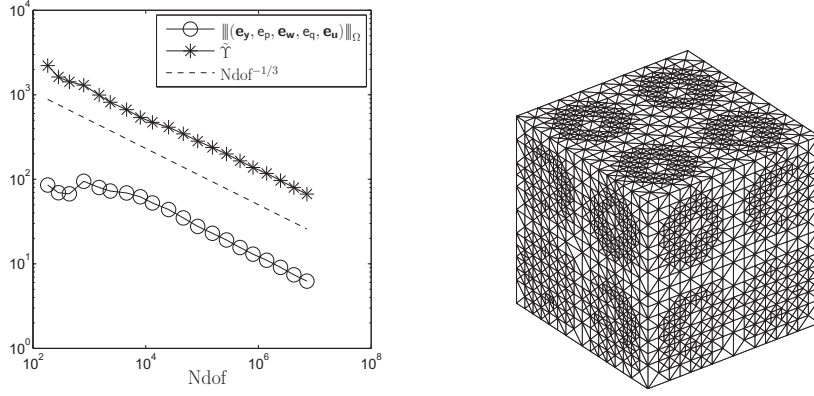 10^4
10^3
10^2
10^1
10^0
10^2
10^4
10^6
10^8
Ndof
|||(e_y, e_p, e_w, e_q, e_u)|||_Ω
Υ̃
Ndof^{-1/3}